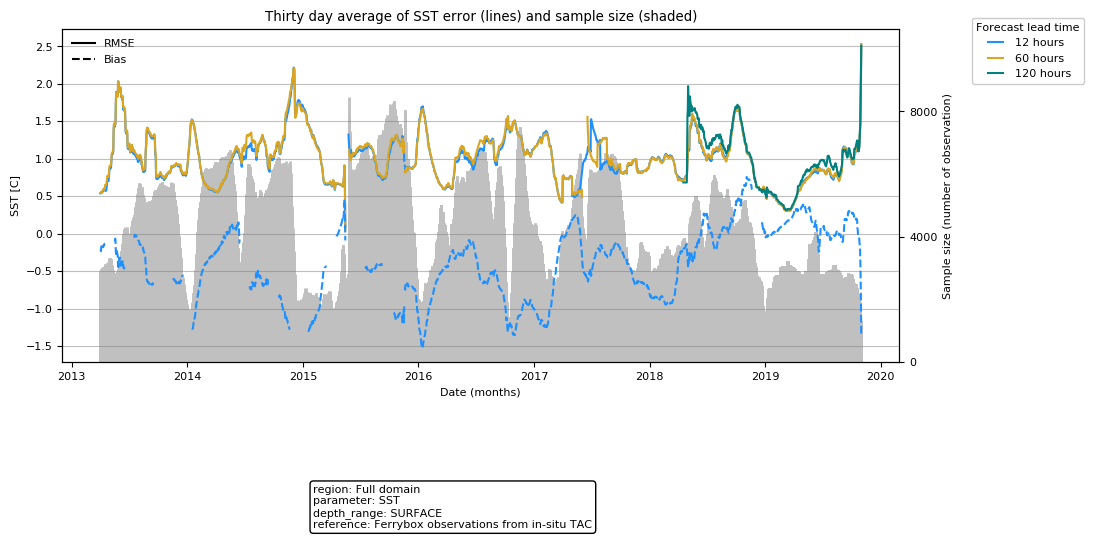 Thirty day average of SST error (lines) and sample size (shaded)
Forecast lead time
12 hours
60 hours
120 hours
RMSE
Bias
SST [C]
2.5
2.0
1.5
1.0
0.5
0.0
−0.5
−1.0
−1.5
8000
4000
0
Sample size (number of observation)
2013 2014 2015 2016 2017 2018 2019 2020
Date (months)
region: Full domain
parameter: SST
depth_range: SURFACE
reference: Ferrybox observations from in-situ TAC